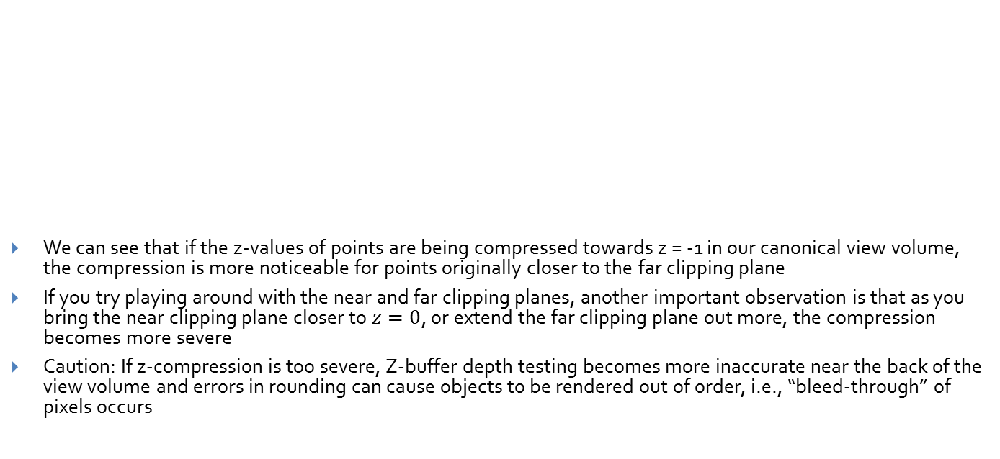 We can see that if the z-values of points are being compressed towards z = -1 in our canonical view volume,
the compression is more noticeable for points originally closer to the far clipping plane
If you try playing around with the near and far clipping planes, another important observation is that as you
bring the near clipping plane closer to z = 0, or extend the far clipping plane out more, the compression
becomes more severe
Caution: If z-compression is too severe, Z-buffer depth testing becomes more inaccurate near the back of the
view volume and errors in rounding can cause objects to be rendered out of order, i.e., “bleed-through” of
pixels occurs